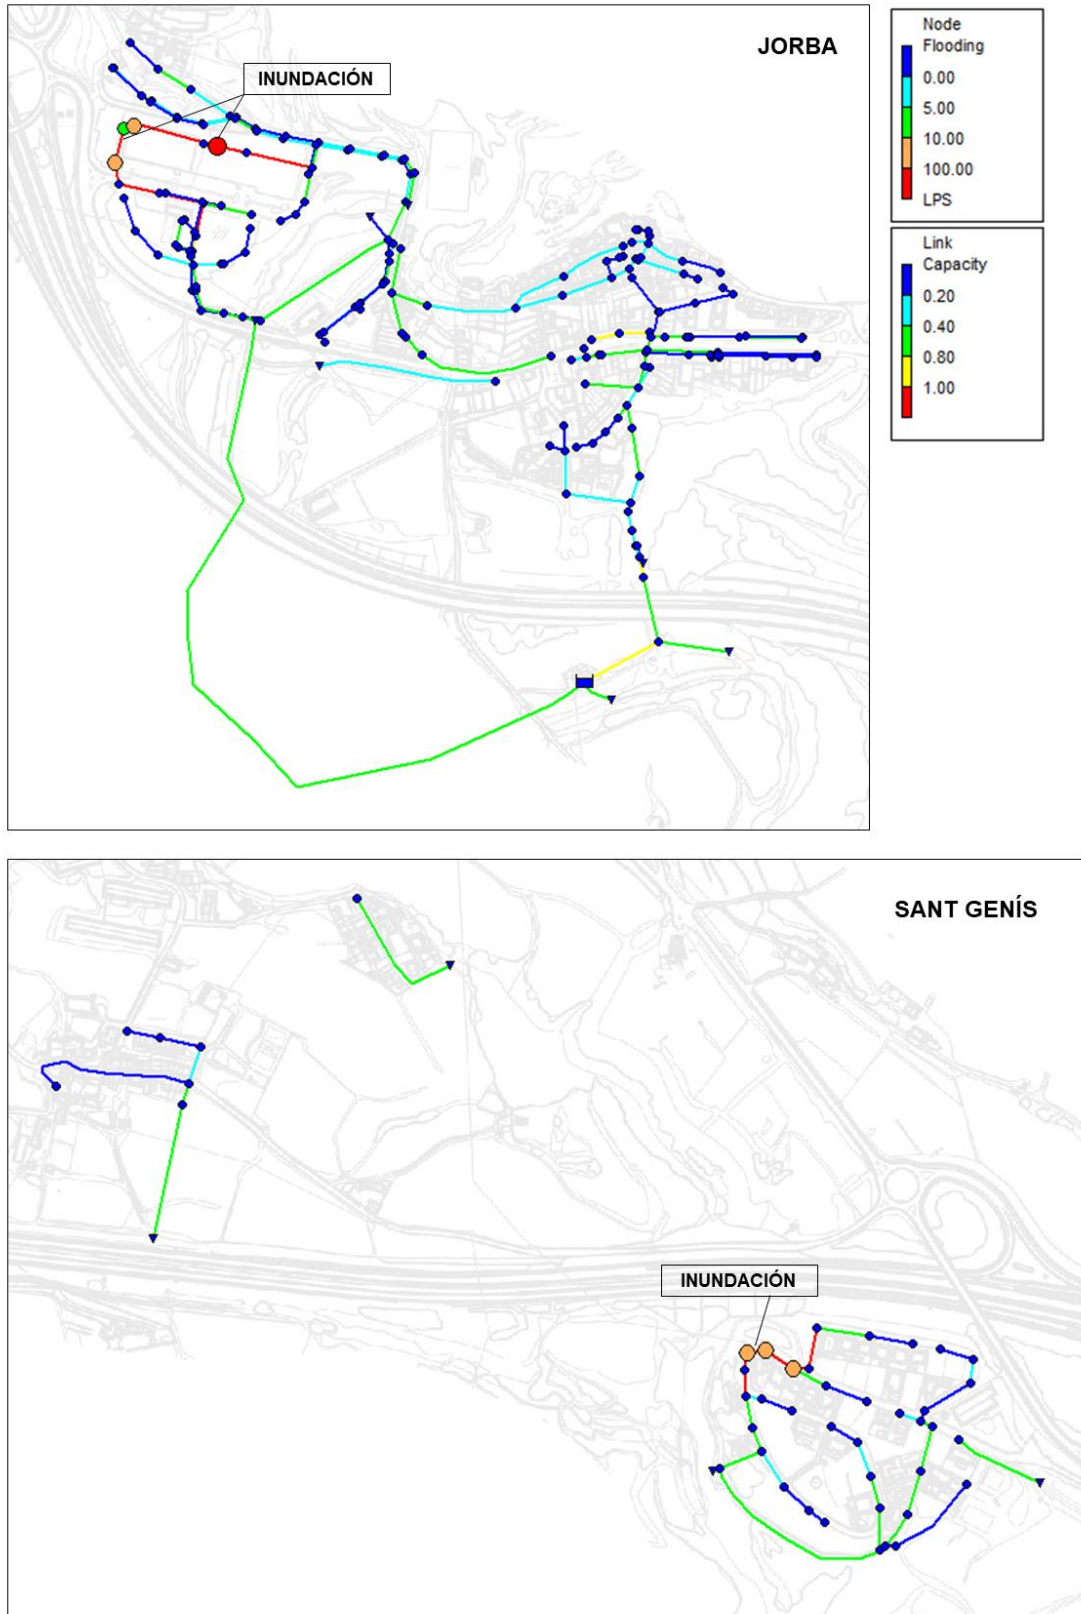 JORBA
INUNDACIÓN
Node
Flooding
0.00
5.00
10.00
100.00
LPS
Link
Capacity
0.20
0.40
0.80
1.00
SANT GENÍS
INUNDACIÓN